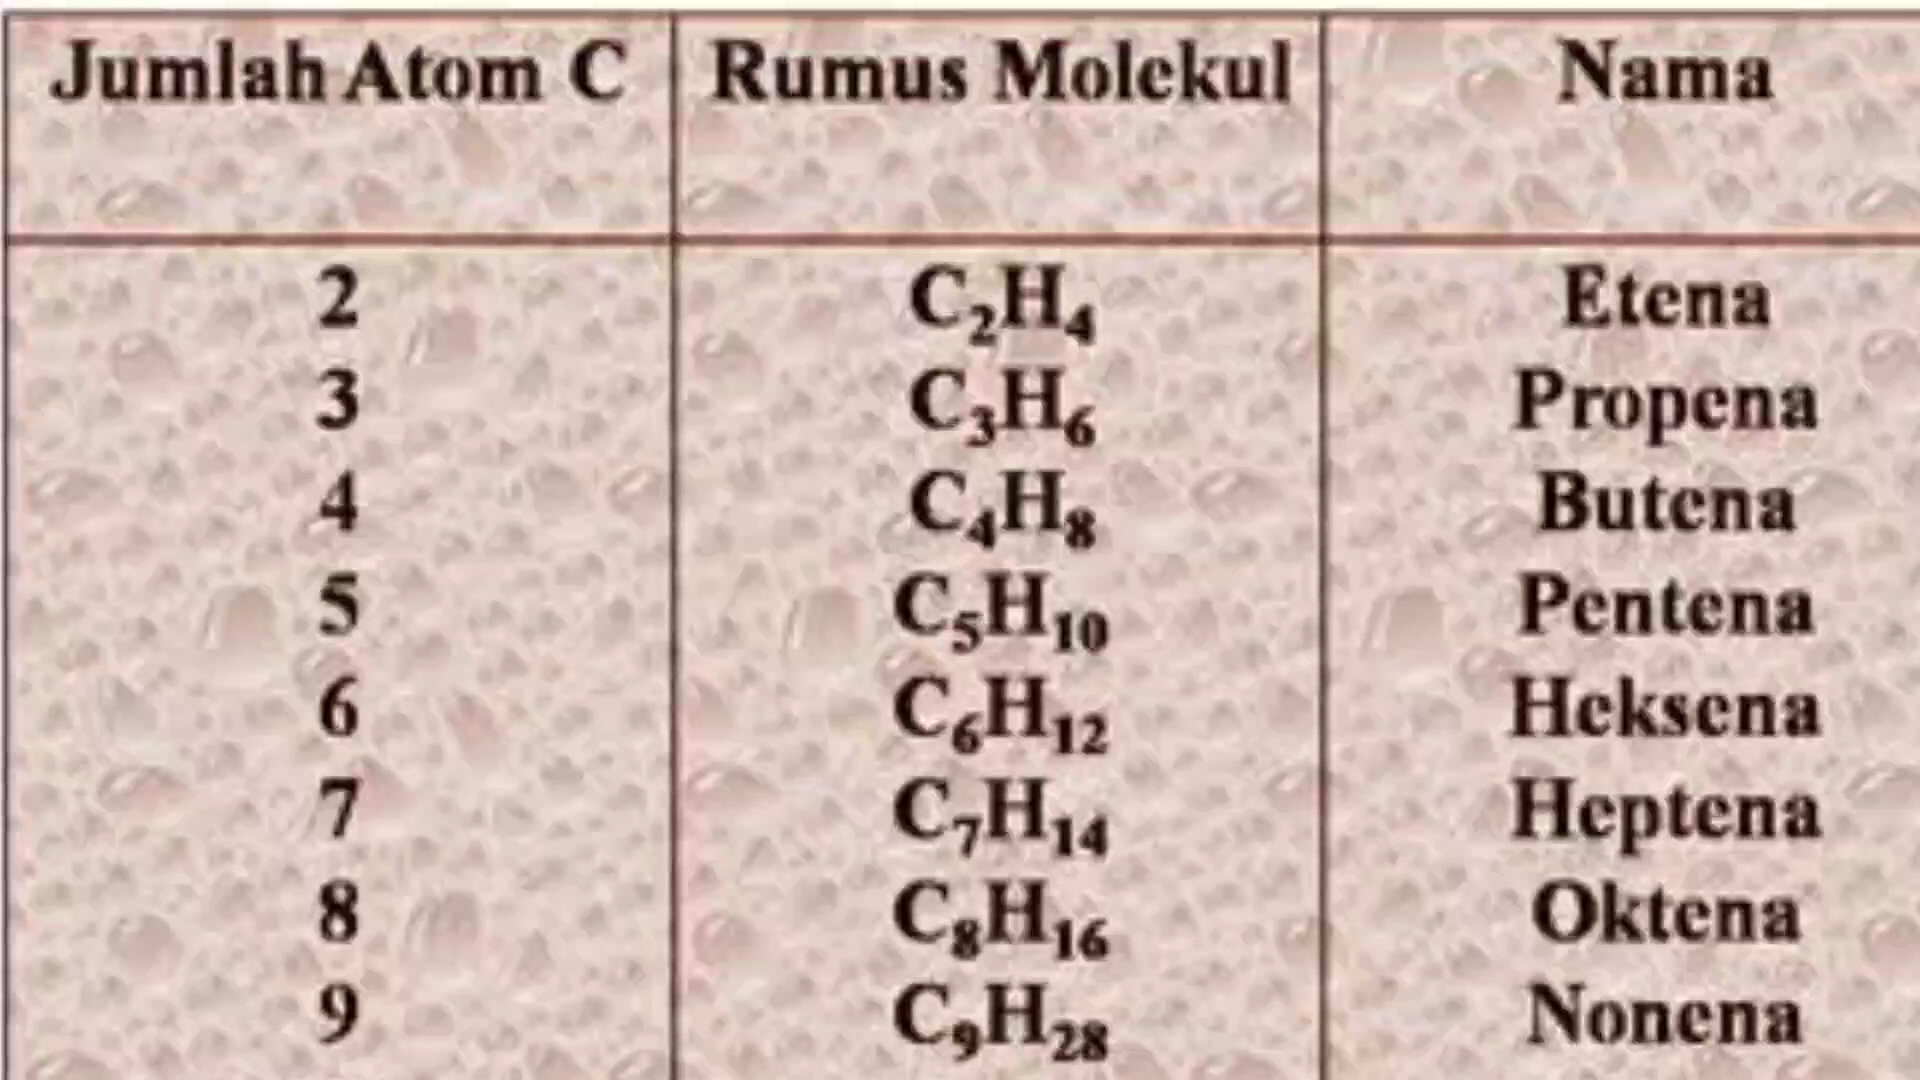 Jumlah Atom C Rumus Molekul Nama
2 C₂H₄ Etena
3 C₃H₆ Propena
4 C₄H₈ Butena
5 C₅H₁₀ Pentena
6 C₆H₁₂ Heksena
7 C₇H₁₄ Heptena
8 C₈H₁₆ Oktena
9 C₉H₂₈ Nonena